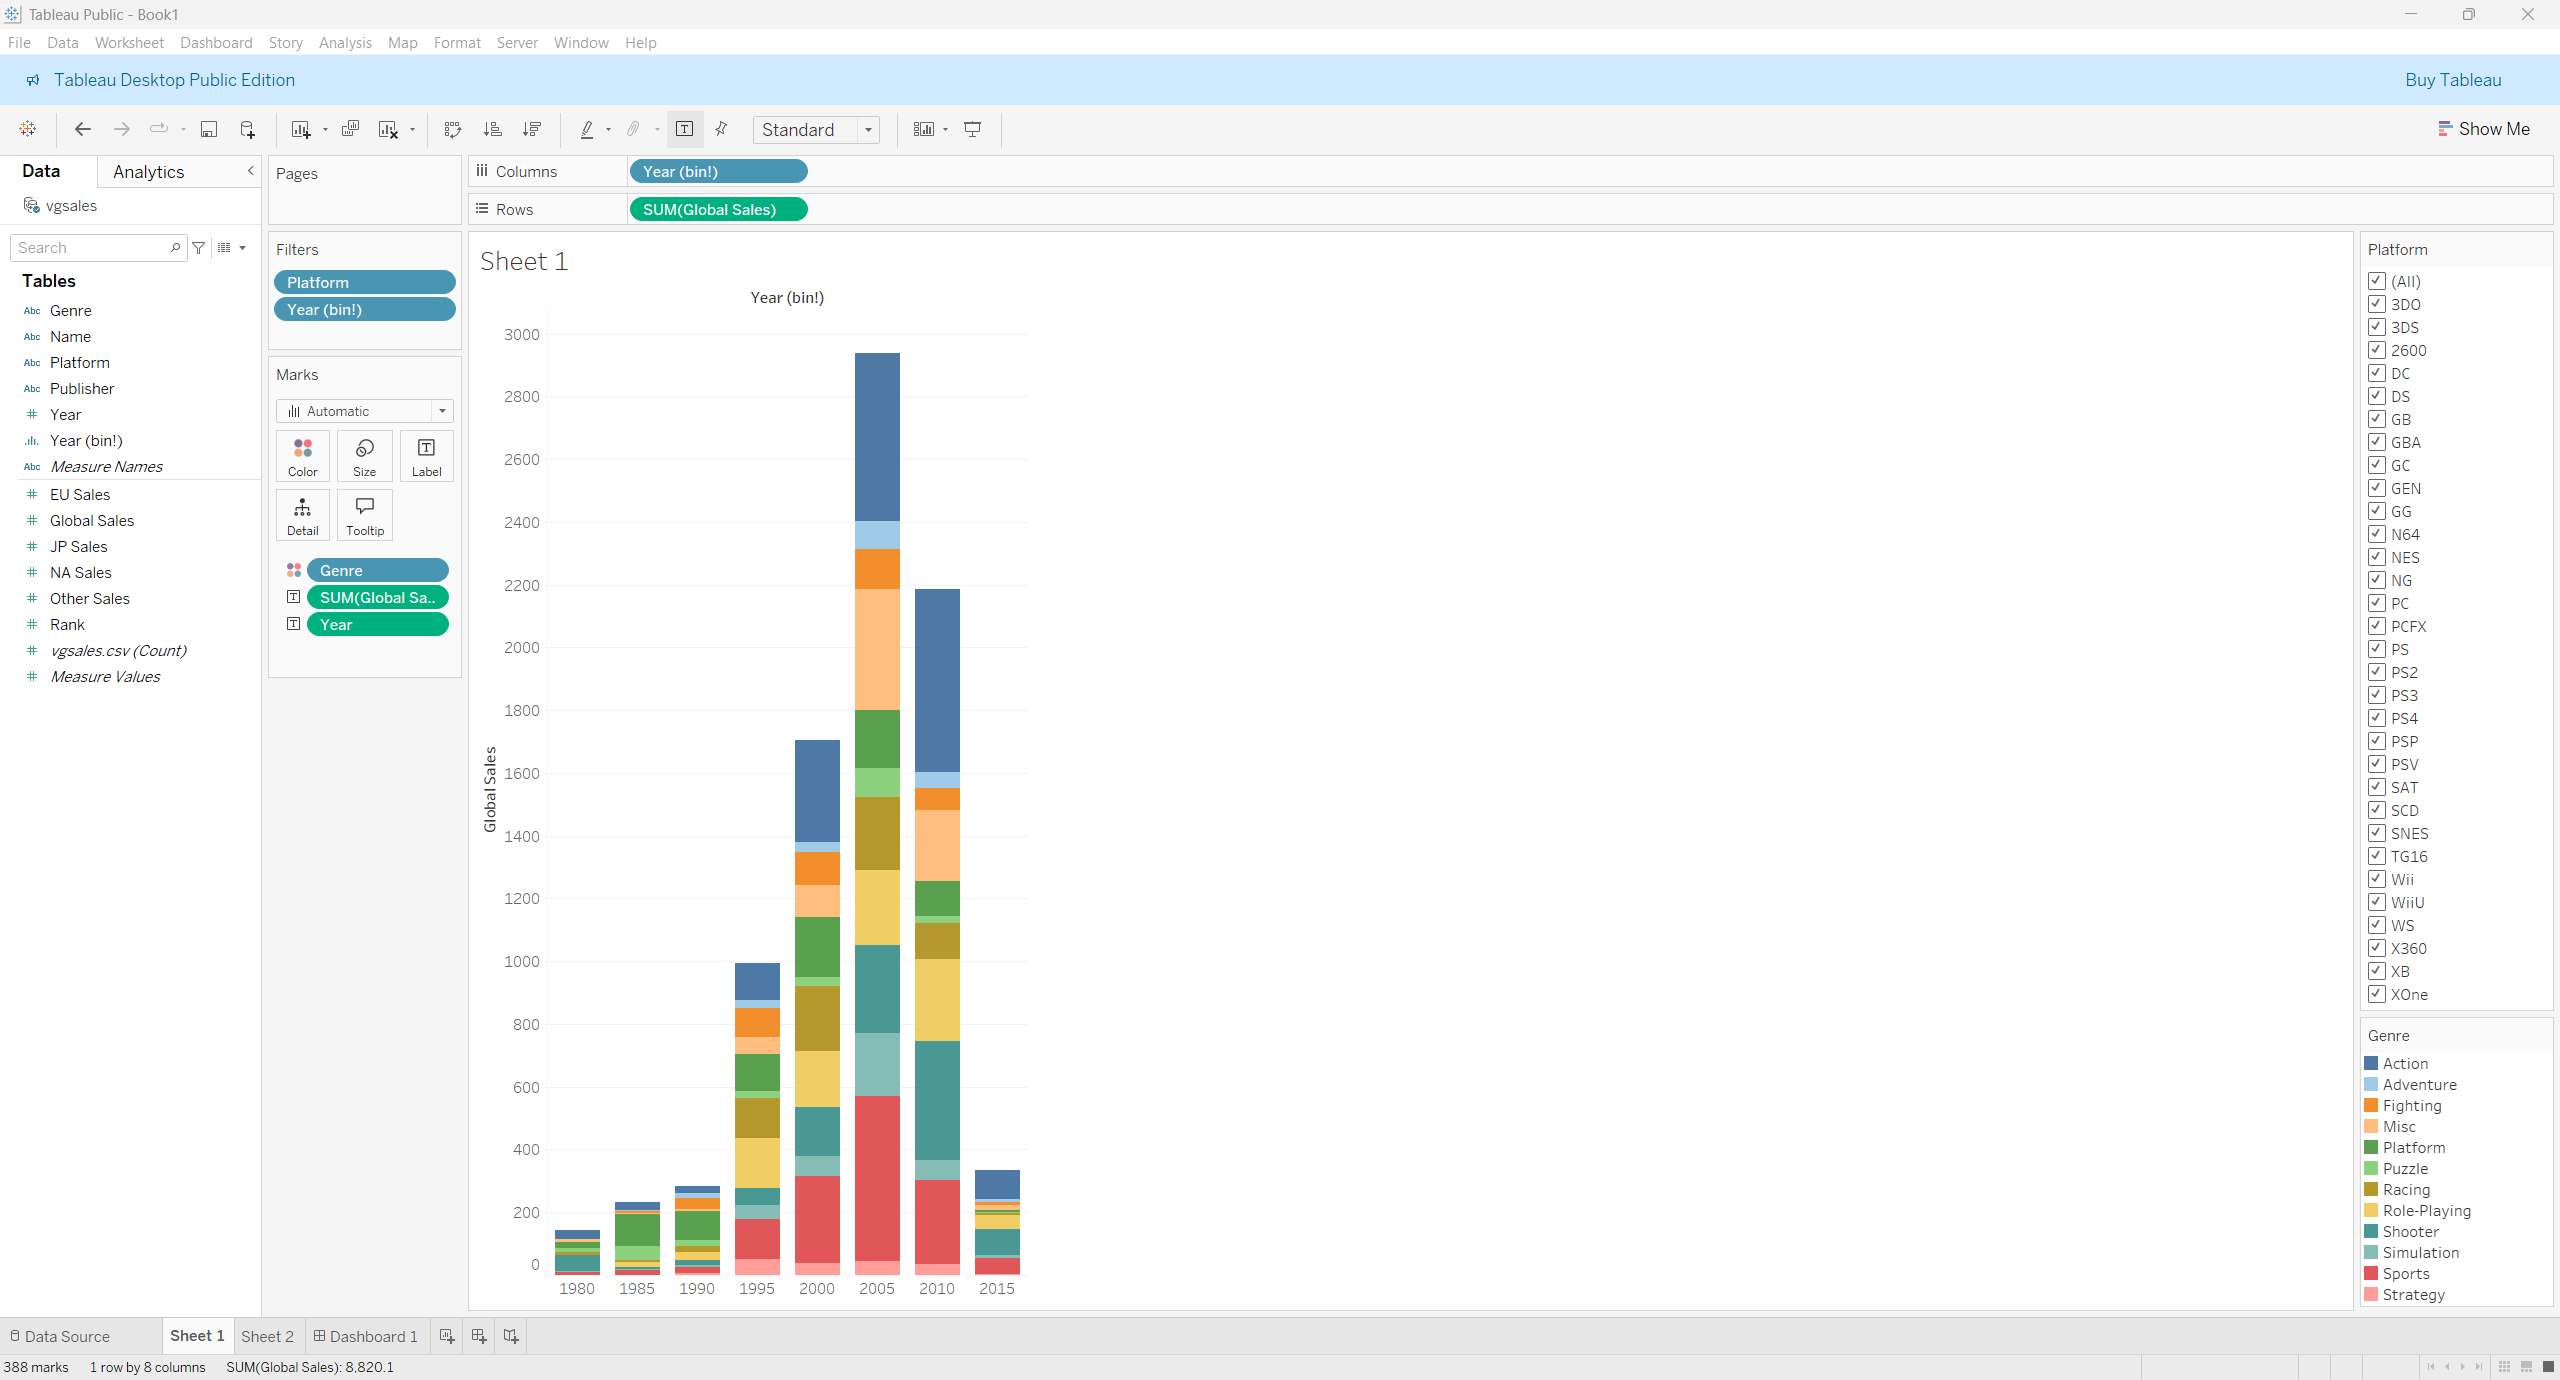 Tableau Public - Book1
File Data Worksheet Dashboard Story Analysis Map Format Server Window Help
Tableau Desktop Public Edition
Buy Tableau
Standard
Show Me
Data
Analytics
vgsales
Search
Tables
Abc Genre
Abc Name
Abc Platform
Abc Publisher
# Year
Year (bin!)
Abc Measure Names
# EU Sales
# Global Sales
# JP Sales
# NA Sales
# Other Sales
# Rank
# vgsales.csv (Count)
# Measure Values
Pages
Filters
Platform
Year (bin!)
Marks
Automatic
Color Size Label
Detail Tooltip
Genre
SUM(Global Sa..
Year
Columns
Year (bin!)
Rows
SUM(Global Sales)
Sheet 1
Year (bin!)
3000
2800
2600
2400
2200
2000
1800
1600
1400
1200
1000
800
600
400
200
0
Global Sales
1980 1985 1990 1995 2000 2005 2010 2015
Platform
(All)
3DO
3DS
2600
DC
DS
GB
GBA
GC
GEN
GG
N64
NES
NG
PC
PCFX
PS
PS2
PS3
PS4
PSP
PSV
SAT
SCD
SNES
TG16
Wii
WiiU
WS
X360
XB
XOne
Genre
Action
Adventure
Fighting
Misc
Platform
Puzzle
Racing
Role-Playing
Shooter
Simulation
Sports
Strategy
Data Source Sheet 1 Sheet 2 Dashboard 1
388 marks 1 row by 8 columns SUM(Global Sales): 8,820.1